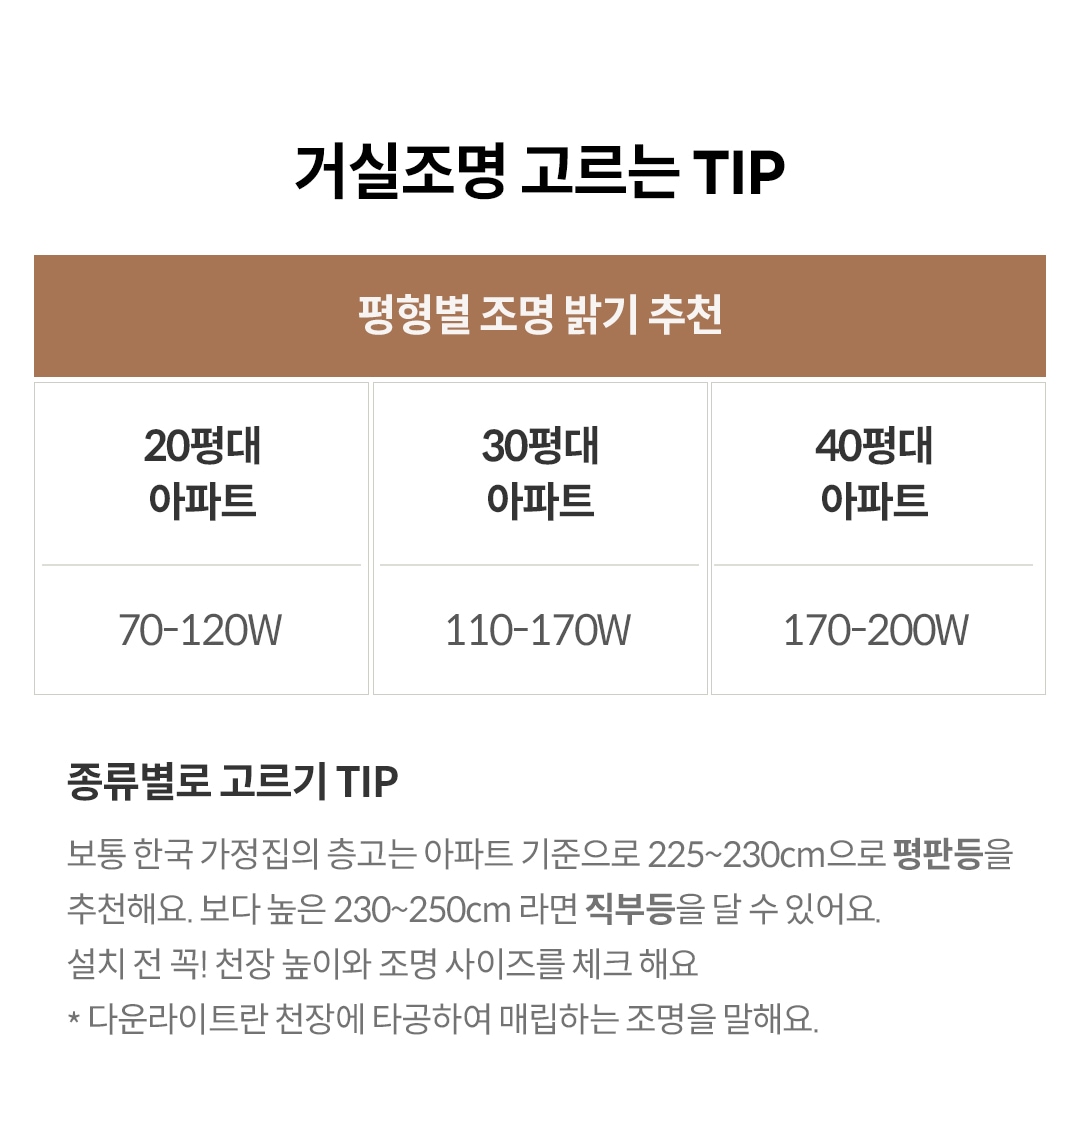 거실조명 고르는 TIP
평형별 조명 밝기 추천
20평대
아파트
30평대
아파트
40평대
아파트
70-120W
110-170W
170-200W
종류별로 고르기 TIP
보통 한국 가정집의 층고는 아파트 기준으로 225~230cm으로 평판등을
추천해요. 보다 높은 230~250cm 라면 직부등을 달 수 있어요.
설치 전 꼭! 천장 높이와 조명 사이즈를 체크 해요
* 다운라이트란 천장에 타공하여 매립하는 조명을 말해요.